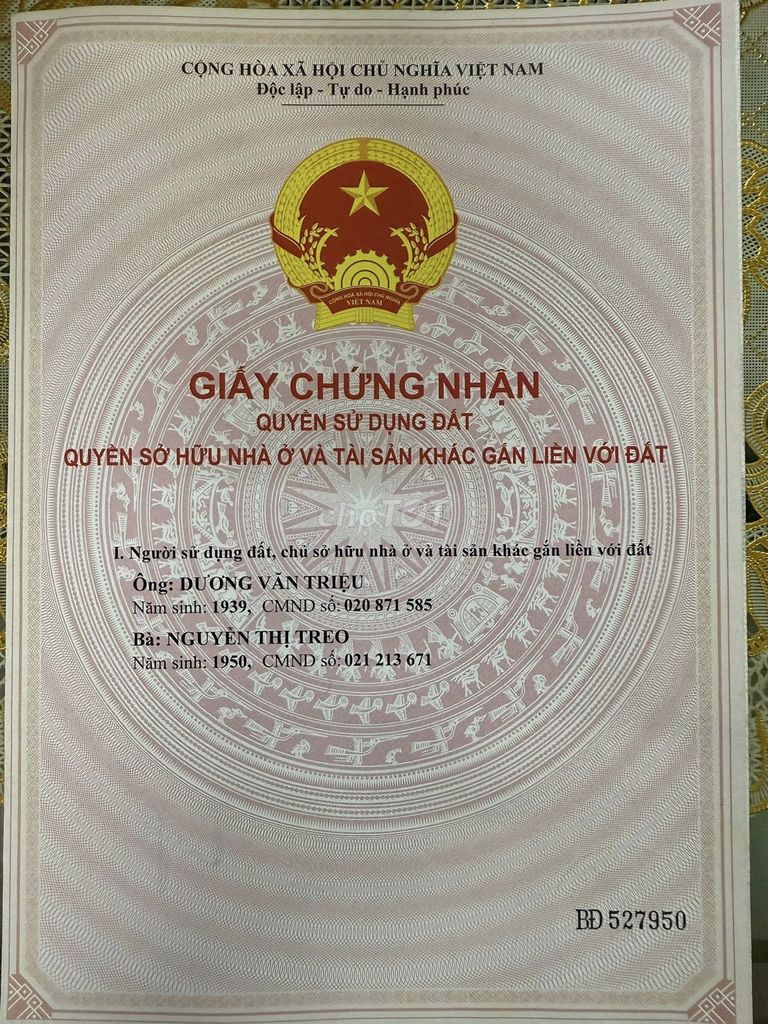 CỘNG HÒA XÃ HỘI CHỦ NGHĨA VIỆT NAM
Độc lập - Tự do - Hạnh phúc
CỘNG HÒA XÃ HỘI CHỦ NGHĨA
VIỆT NAM
GIẤY CHỨNG NHẬN
QUYỀN SỬ DỤNG ĐẤT
QUYỀN SỞ HỮU NHÀ Ở VÀ TÀI SẢN KHÁC GẮN LIỀN VỚI ĐẤT
chợTỐT
I. Người sử dụng đất, chủ sở hữu nhà ở và tài sản khác gắn liền với đất
Ông: DƯƠNG VĂN TRIỆU
Năm sinh: 1939, CMND số: 020 871 585
Bà: NGUYỄN THỊ TREO
Năm sinh: 1950, CMND số: 021 213 671
BĐ 527950